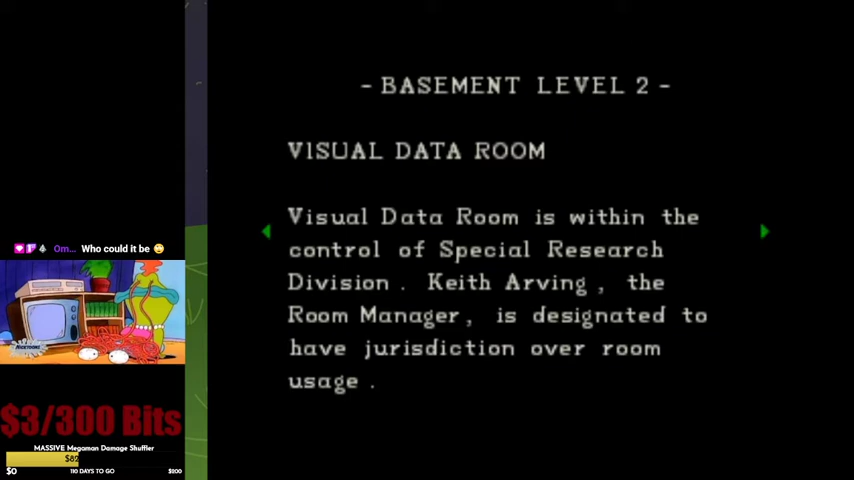 - BASEMENT LEVEL 2 -
VISUAL DATA ROOM
Visual Data Room is within the
control of Special Research
Division . Keith Arving , the
Room Manager, is designated to
have jurisdiction over room
usage .
Om... Who could it be
NICKTOONS
$3/300 Bits
MASSIVE Megaman Damage Shuffler
$82
$0 110 DAYS TO GO $200